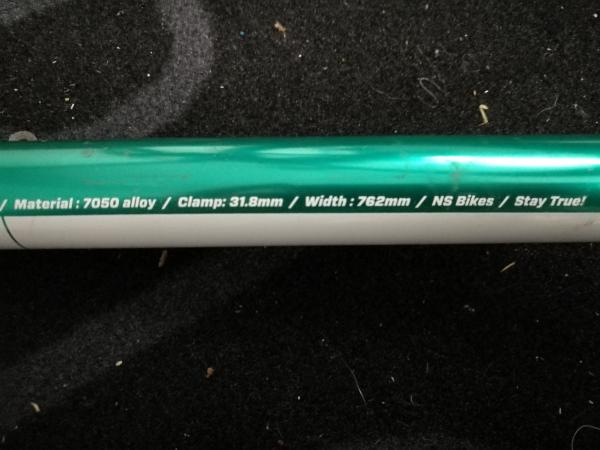 / Material : 7050 alloy / Clamp: 31.8mm / Width : 762mm / NS Bikes / Stay True!